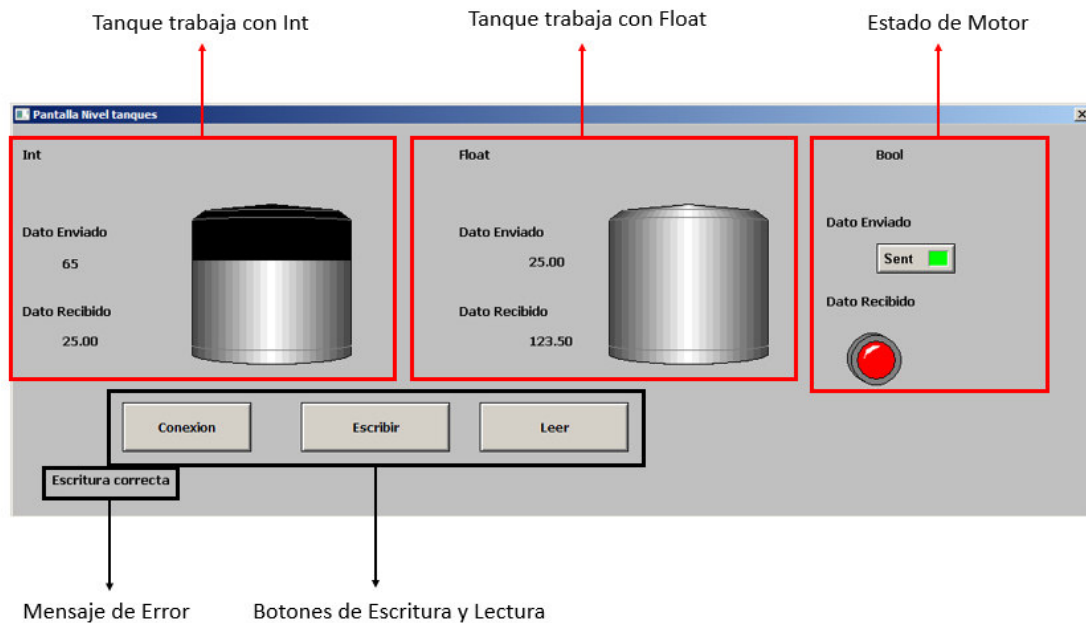 Tanque trabaja con Int
Tanque trabaja con Float
Estado de Motor
Pantalla Nivel tanques
Int
Float
Bool
Dato Enviado
65
Dato Recibido
25.00
Dato Enviado
25.00
Dato Recibido
123.50
Dato Enviado
Sent
Dato Recibido
Conexion
Escribir
Leer
Escritura correcta
Mensaje de Error
Botones de Escritura y Lectura